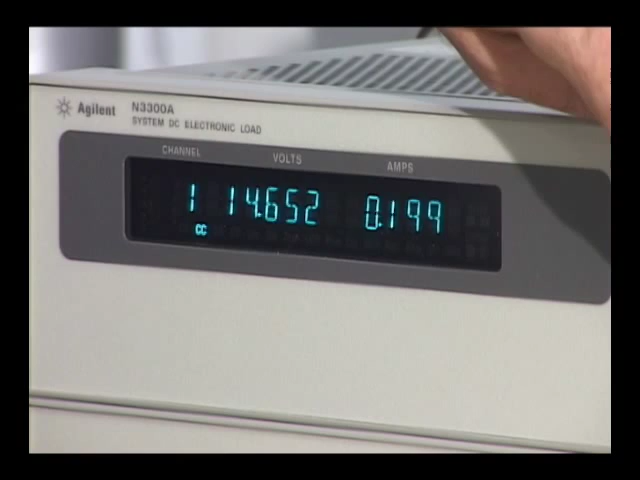 Agilent N3300A
SYSTEM DC ELECTRONIC LOAD
CHANNEL VOLTS AMPS
1 14.652 0.199
CC